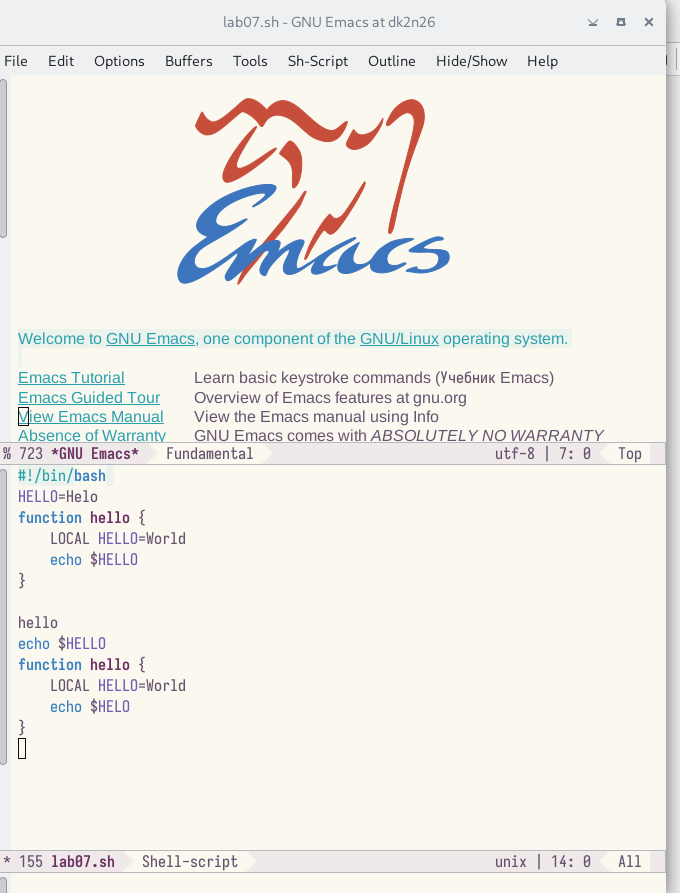 lab07.sh - GNU Emacs at dk2n26
File Edit Options Buffers Tools Sh-Script Outline Hide/Show Help
Emacs
Welcome to GNU Emacs, one component of the GNU/Linux operating system.
Emacs Tutorial Learn basic keystroke commands (Учебник Emacs)
Emacs Guided Tour Overview of Emacs features at gnu.org
View Emacs Manual View the Emacs manual using Info
Absence of Warranty GNU Emacs comes with ABSOLUTELY NO WARRANTY
% 723 *GNU Emacs* Fundamental utf-8 | 7: 0 Top
#!/bin/bash
HELLO=Helo
function hello {
    LOCAL HELLO=World
    echo $HELLO
}
hello
echo $HELLO
function hello {
    LOCAL HELLO=World
    echo $HELO
}
* 155 lab07.sh Shell-script unix | 14: 0 All